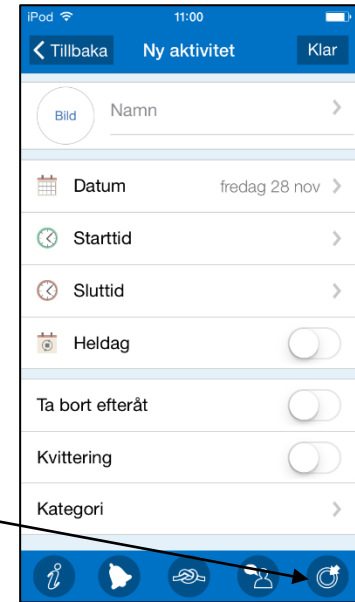 iPod 11:00
Tillbaka Ny aktivitet Klar
Bild Namn
Datum fredag 28 nov
Starttid
Sluttid
Heldag
Ta bort efteråt
Kvittering
Kategori